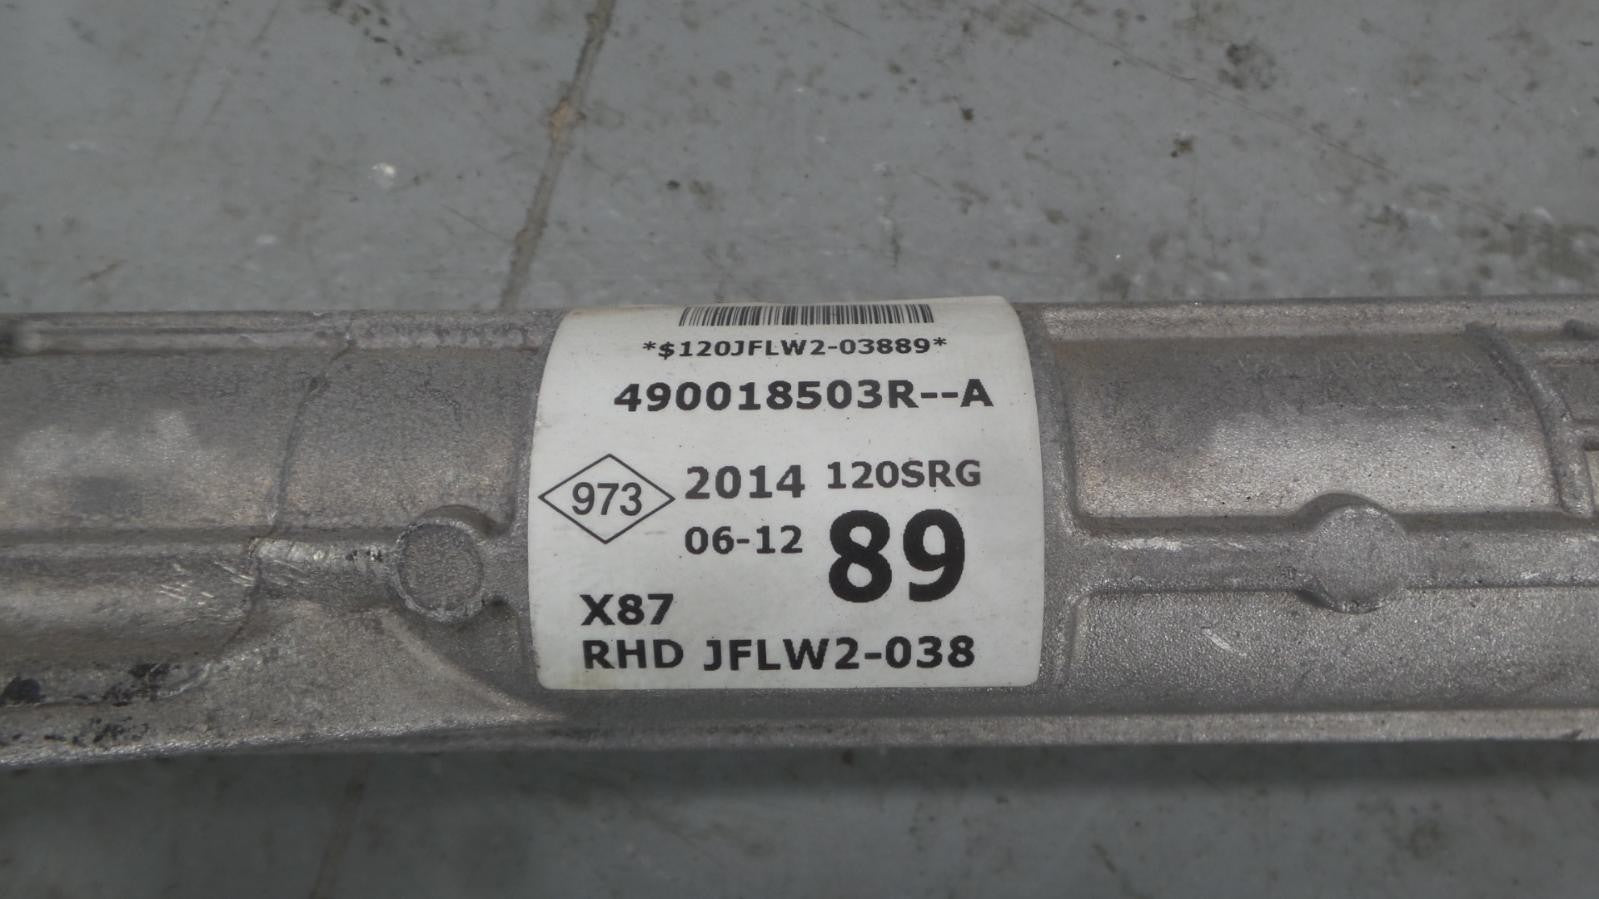 *$120JFLW2-03889*
490018503R--A
973 2014 120SRG
06-12 89
X87
RHD JFLW2-038